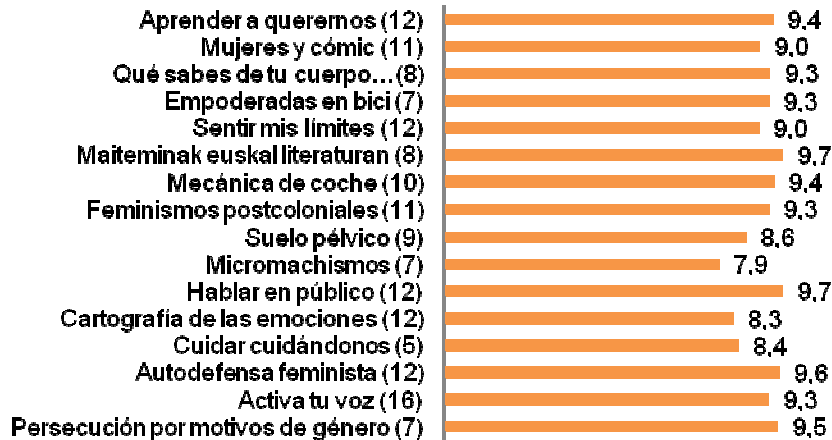 Aprender a querernos (12) 9,4
Mujeres y cómic (11) 9,0
Qué sabes de tu cuerpo... (8) 9,3
Empoderadas en bici (7) 9,3
Sentir mis límites (12) 9,0
Maiteminak euskal literaturan (8) 9,7
Mecánica de coche (10) 9,4
Feminismos postcoloniales (11) 9,3
Suelo pélvico (9) 8,6
Micromachismos (7) 7,9
Hablar en público (12) 9,7
Cartografía de las emociones (12) 8,3
Cuidar cuidándonos (5) 8,4
Autodefensa feminista (12) 9,6
Activa tu voz (16) 9,3
Persecución por motivos de género (7) 9,5